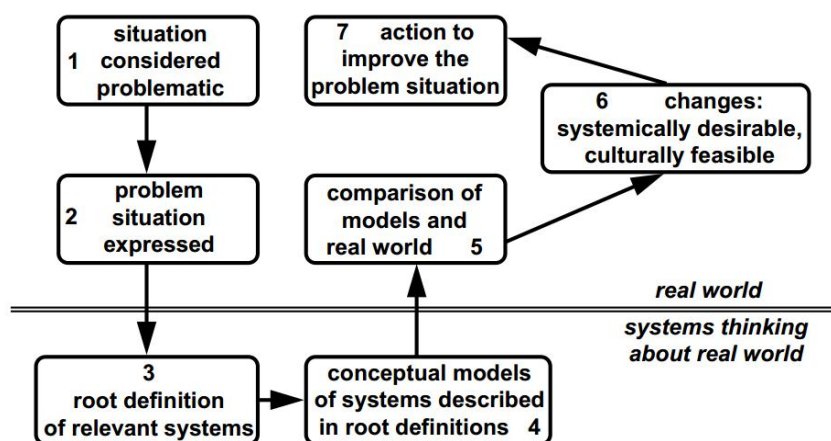 situation
1 considered
problematic
2 problem
situation
expressed
3
root definition
of relevant systems
conceptual models
of systems described
in root definitions 4
comparison of
models and
real world 5
6 changes:
systemically desirable,
culturally feasible
7 action to
improve the
problem situation
real world
systems thinking
about real world